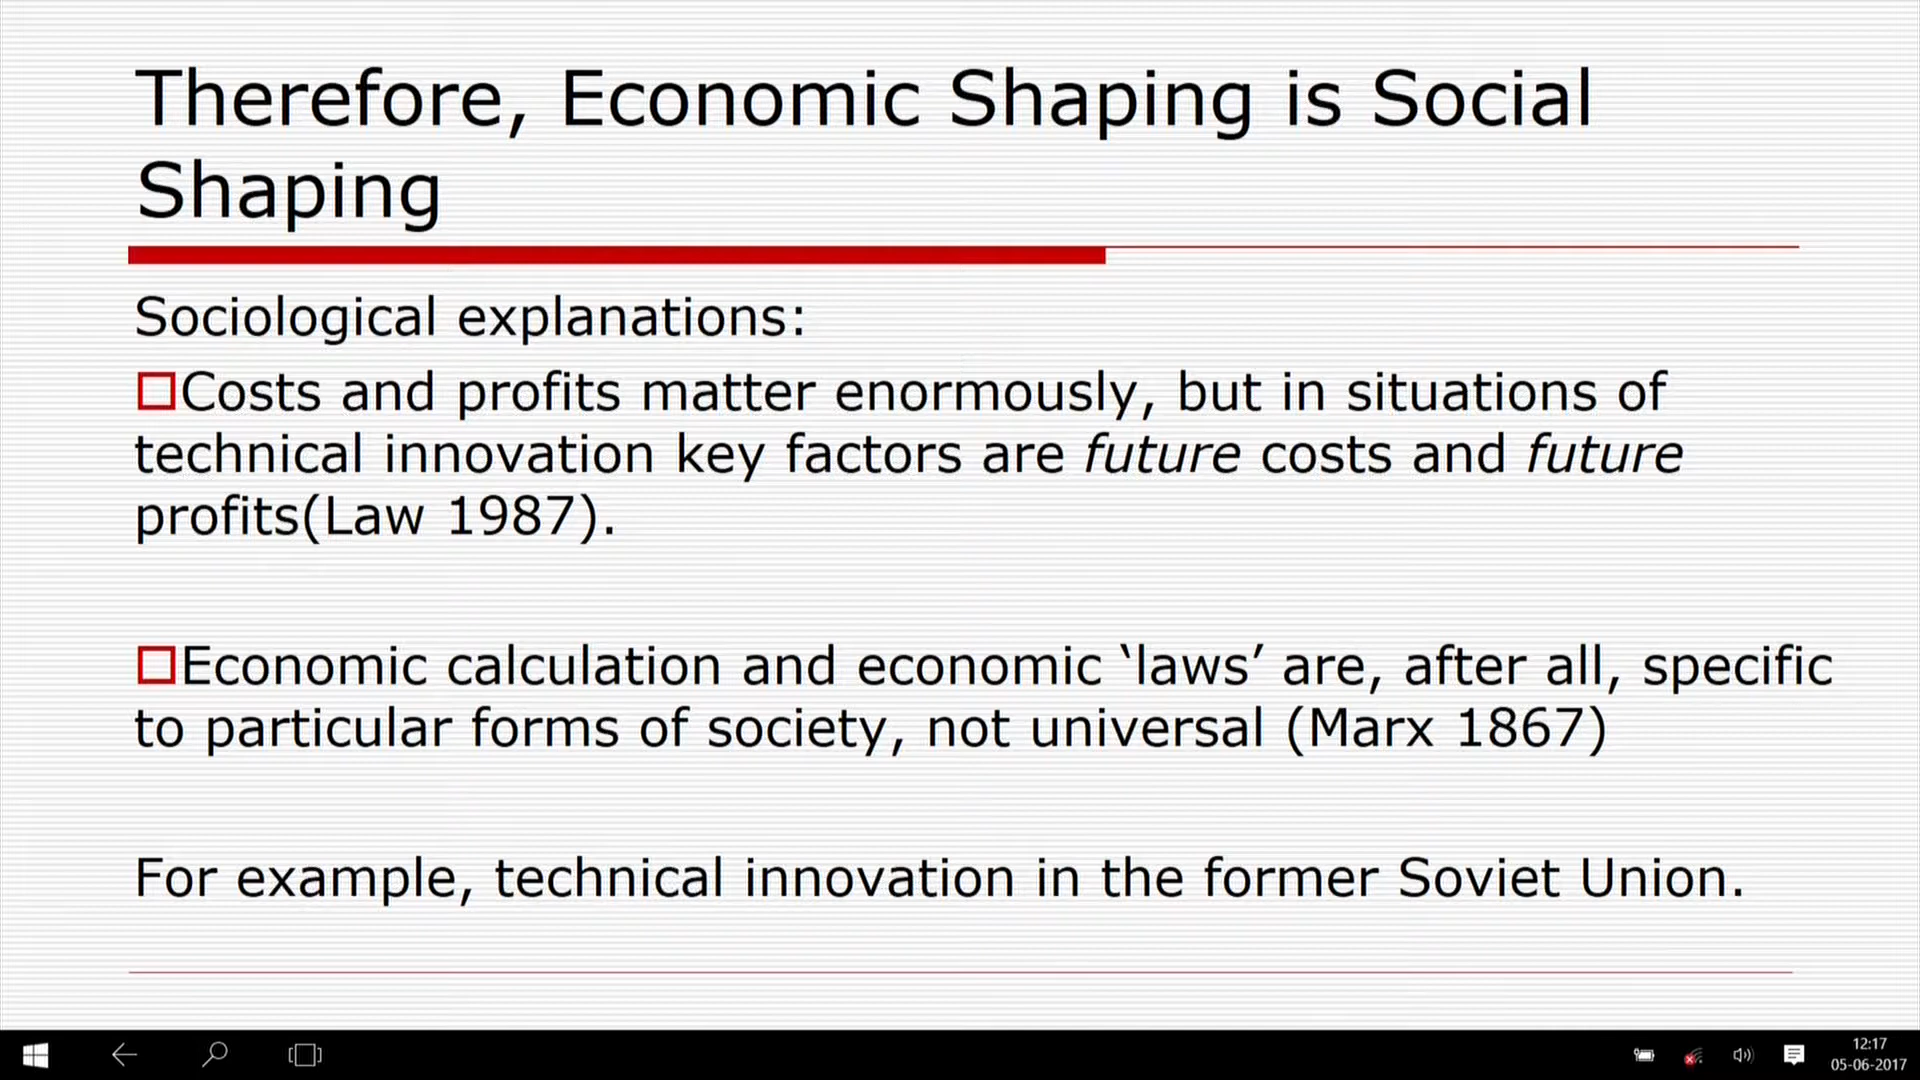 Therefore, Economic Shaping is Social
Shaping
Sociological explanations:
Costs and profits matter enormously, but in situations of
technical innovation key factors are future costs and future
profits(Law 1987).
Economic calculation and economic ‘laws’ are, after all, specific
to particular forms of society, not universal (Marx 1867)
For example, technical innovation in the former Soviet Union.
12:17
05-06-2017